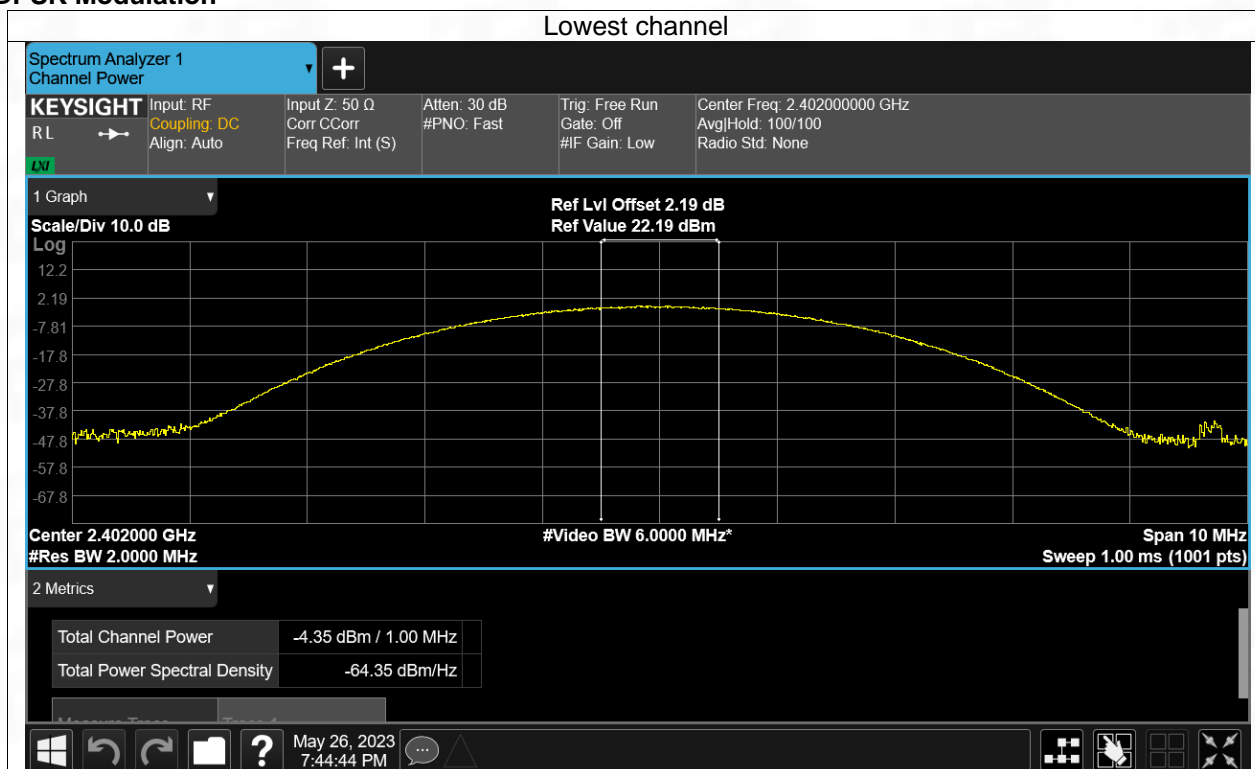 Lowest channel
Spectrum Analyzer 1
Channel Power
KEYSIGHT
RL
LXI
Input: RF
Coupling: DC
Align: Auto
Input Z: 50 Ω
Corr CCorr
Freq Ref: Int (S)
Atten: 30 dB
#PNO: Fast
Trig: Free Run
Gate: Off
#IF Gain: Low
Center Freq: 2.402000000 GHz
Avg|Hold: 100/100
Radio Std: None
1 Graph
Scale/Div 10.0 dB
Ref Lvl Offset 2.19 dB
Ref Value 22.19 dBm
Log
12.2
2.19
-7.81
-17.8
-27.8
-37.8
-47.8
-57.8
-67.8
Center 2.402000 GHz
#Video BW 6.0000 MHz*
Span 10 MHz
#Res BW 2.0000 MHz
Sweep 1.00 ms (1001 pts)
2 Metrics
Total Channel Power -4.35 dBm / 1.00 MHz
Total Power Spectral Density -64.35 dBm/Hz
May 26, 2023
7:44:44 PM